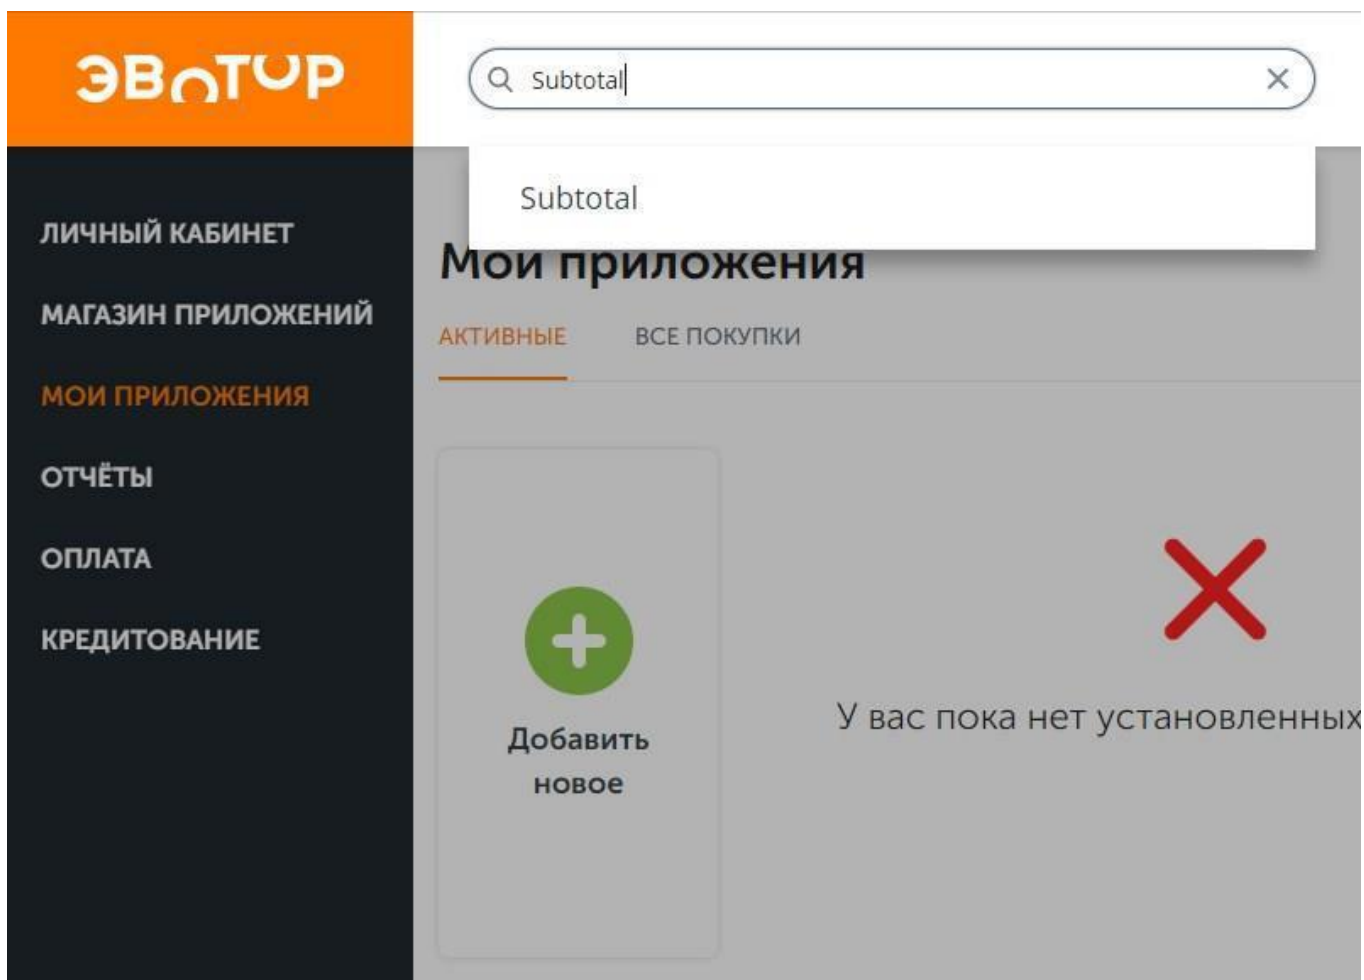 ЭВОТОР
Subtotal
Subtotal
ЛИЧНЫЙ КАБИНЕТ
МАГАЗИН ПРИЛОЖЕНИЙ
МОИ ПРИЛОЖЕНИЯ
ОТЧЁТЫ
ОПЛАТА
КРЕДИТОВАНИЕ
Мои приложения
АКТИВНЫЕ ВСЕ ПОКУПКИ
Добавить
новое
У вас пока нет установленных